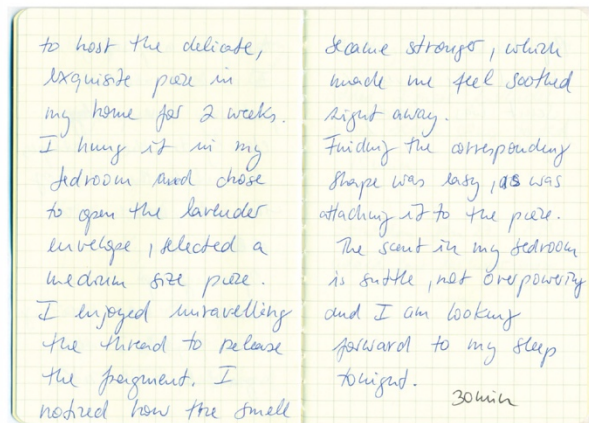 to host the delicate,
exquisite piece in
my home for 2 weeks.
I hung it in my
bedroom and chose
to open the lavender
envelope, selected a
medium size piece.
I enjoyed unravelling
the thread to release
the fragment. I
noticed how the smell
became stronger, which
made me feel soothed
right away.
Finding the corresponding
shape was easy, as was
attaching it to the piece.
The scent in my bedroom
is suttle, not overpowering
and I am looking
forward to my sleep
tonight.
30min